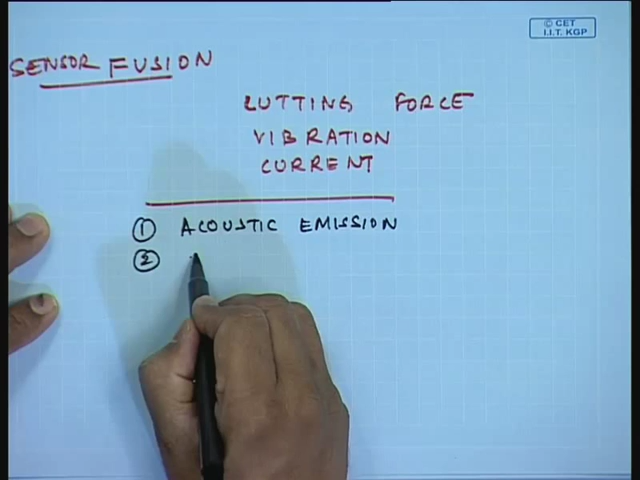 © CET
I.I.T. KGP
SENSOR FUSION
CUTTING FORCE
VIBRATION
CURRENT
① ACOUSTIC EMISSION
②